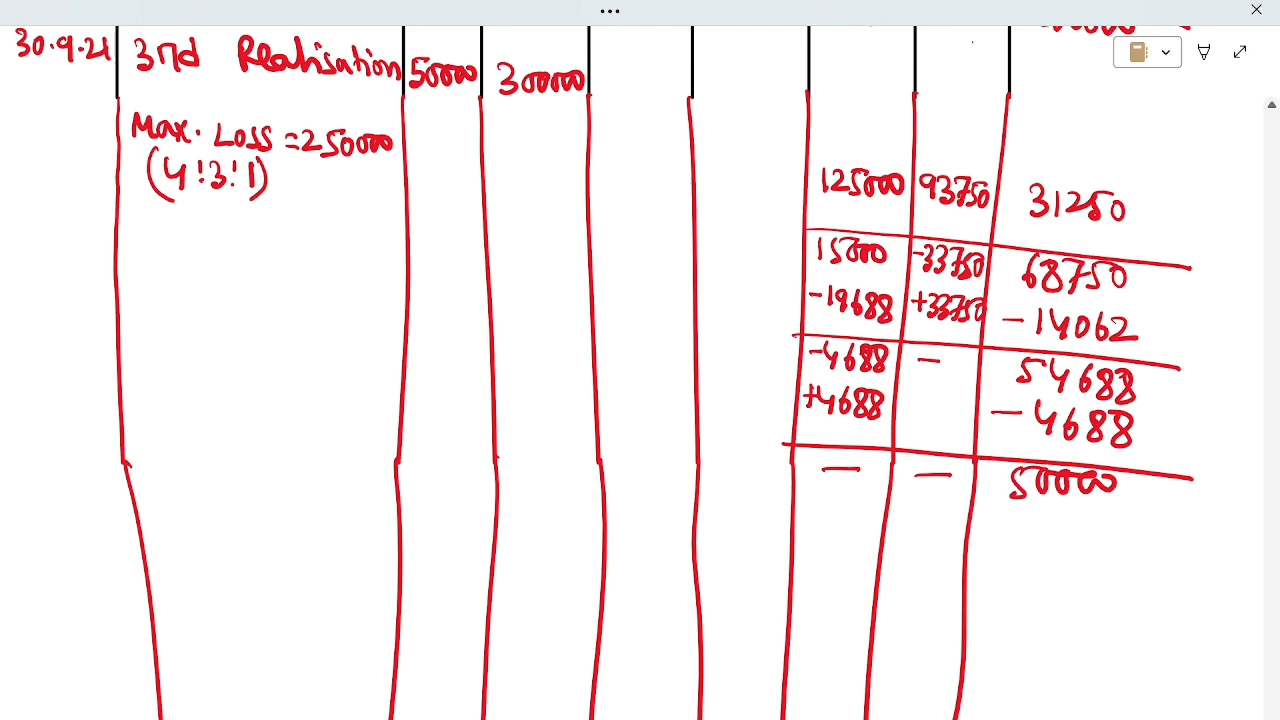 30.9.21 3rd Realisation 50000 300000
Max. Loss = 250000
(4:3:1)
125000 93750 31250
15000 -33750 68750
-19688 +33750 -14062
-4688 - 54688
+4688 -4688
- - 50000